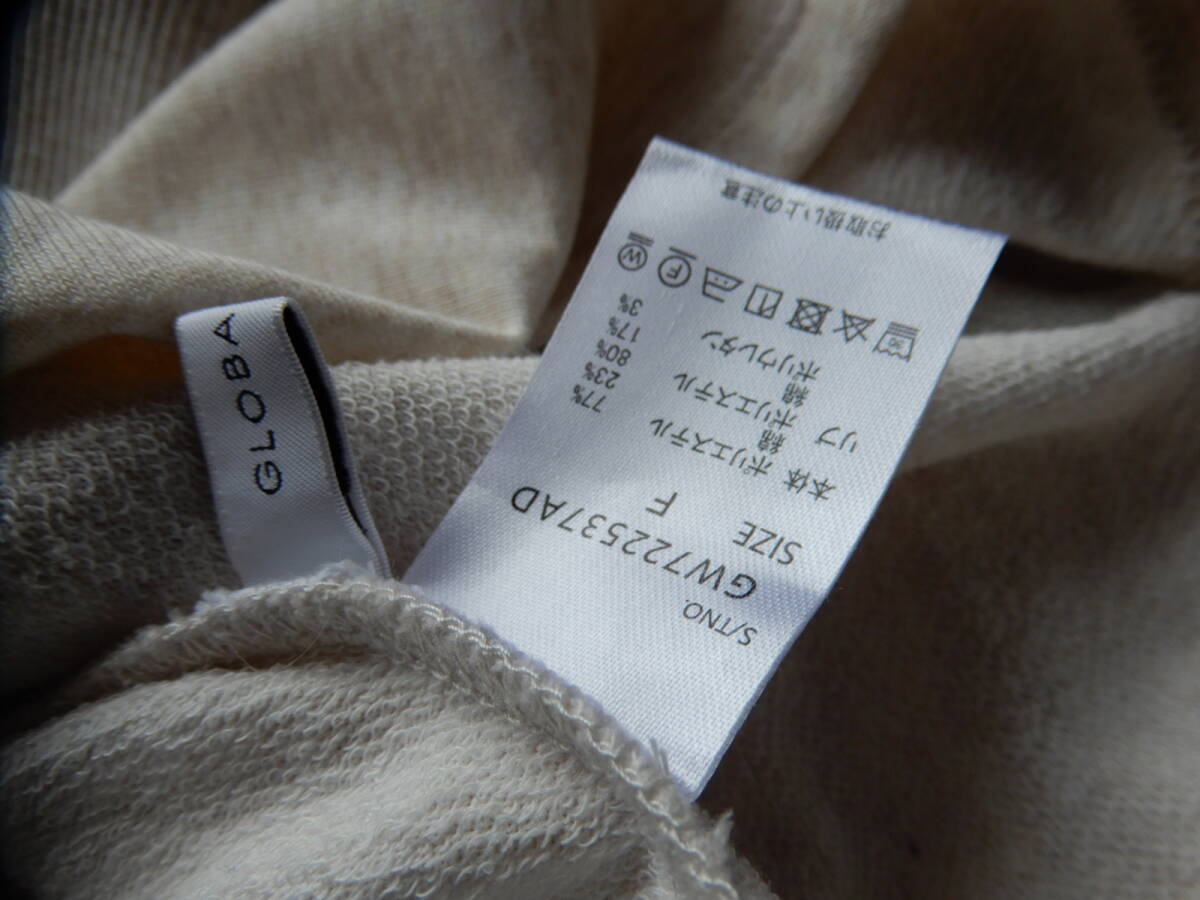 GLOBA
S/TNO.
GW722537AD
SIZE F
本体 ポリエステル 77%
綿 23%
リブ ポリエステル 80%
綿 17%
ポリウレタン 3%
30
F W
お取扱い上の注意